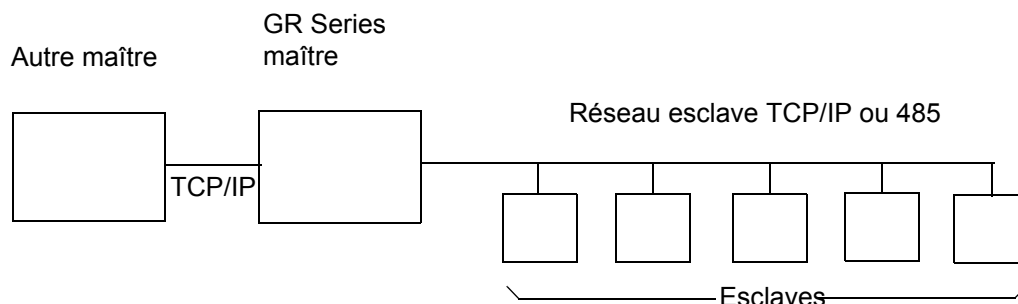 GR Series
maître
Autre maître
Réseau esclave TCP/IP ou 485
TCP/IP
Esclaves